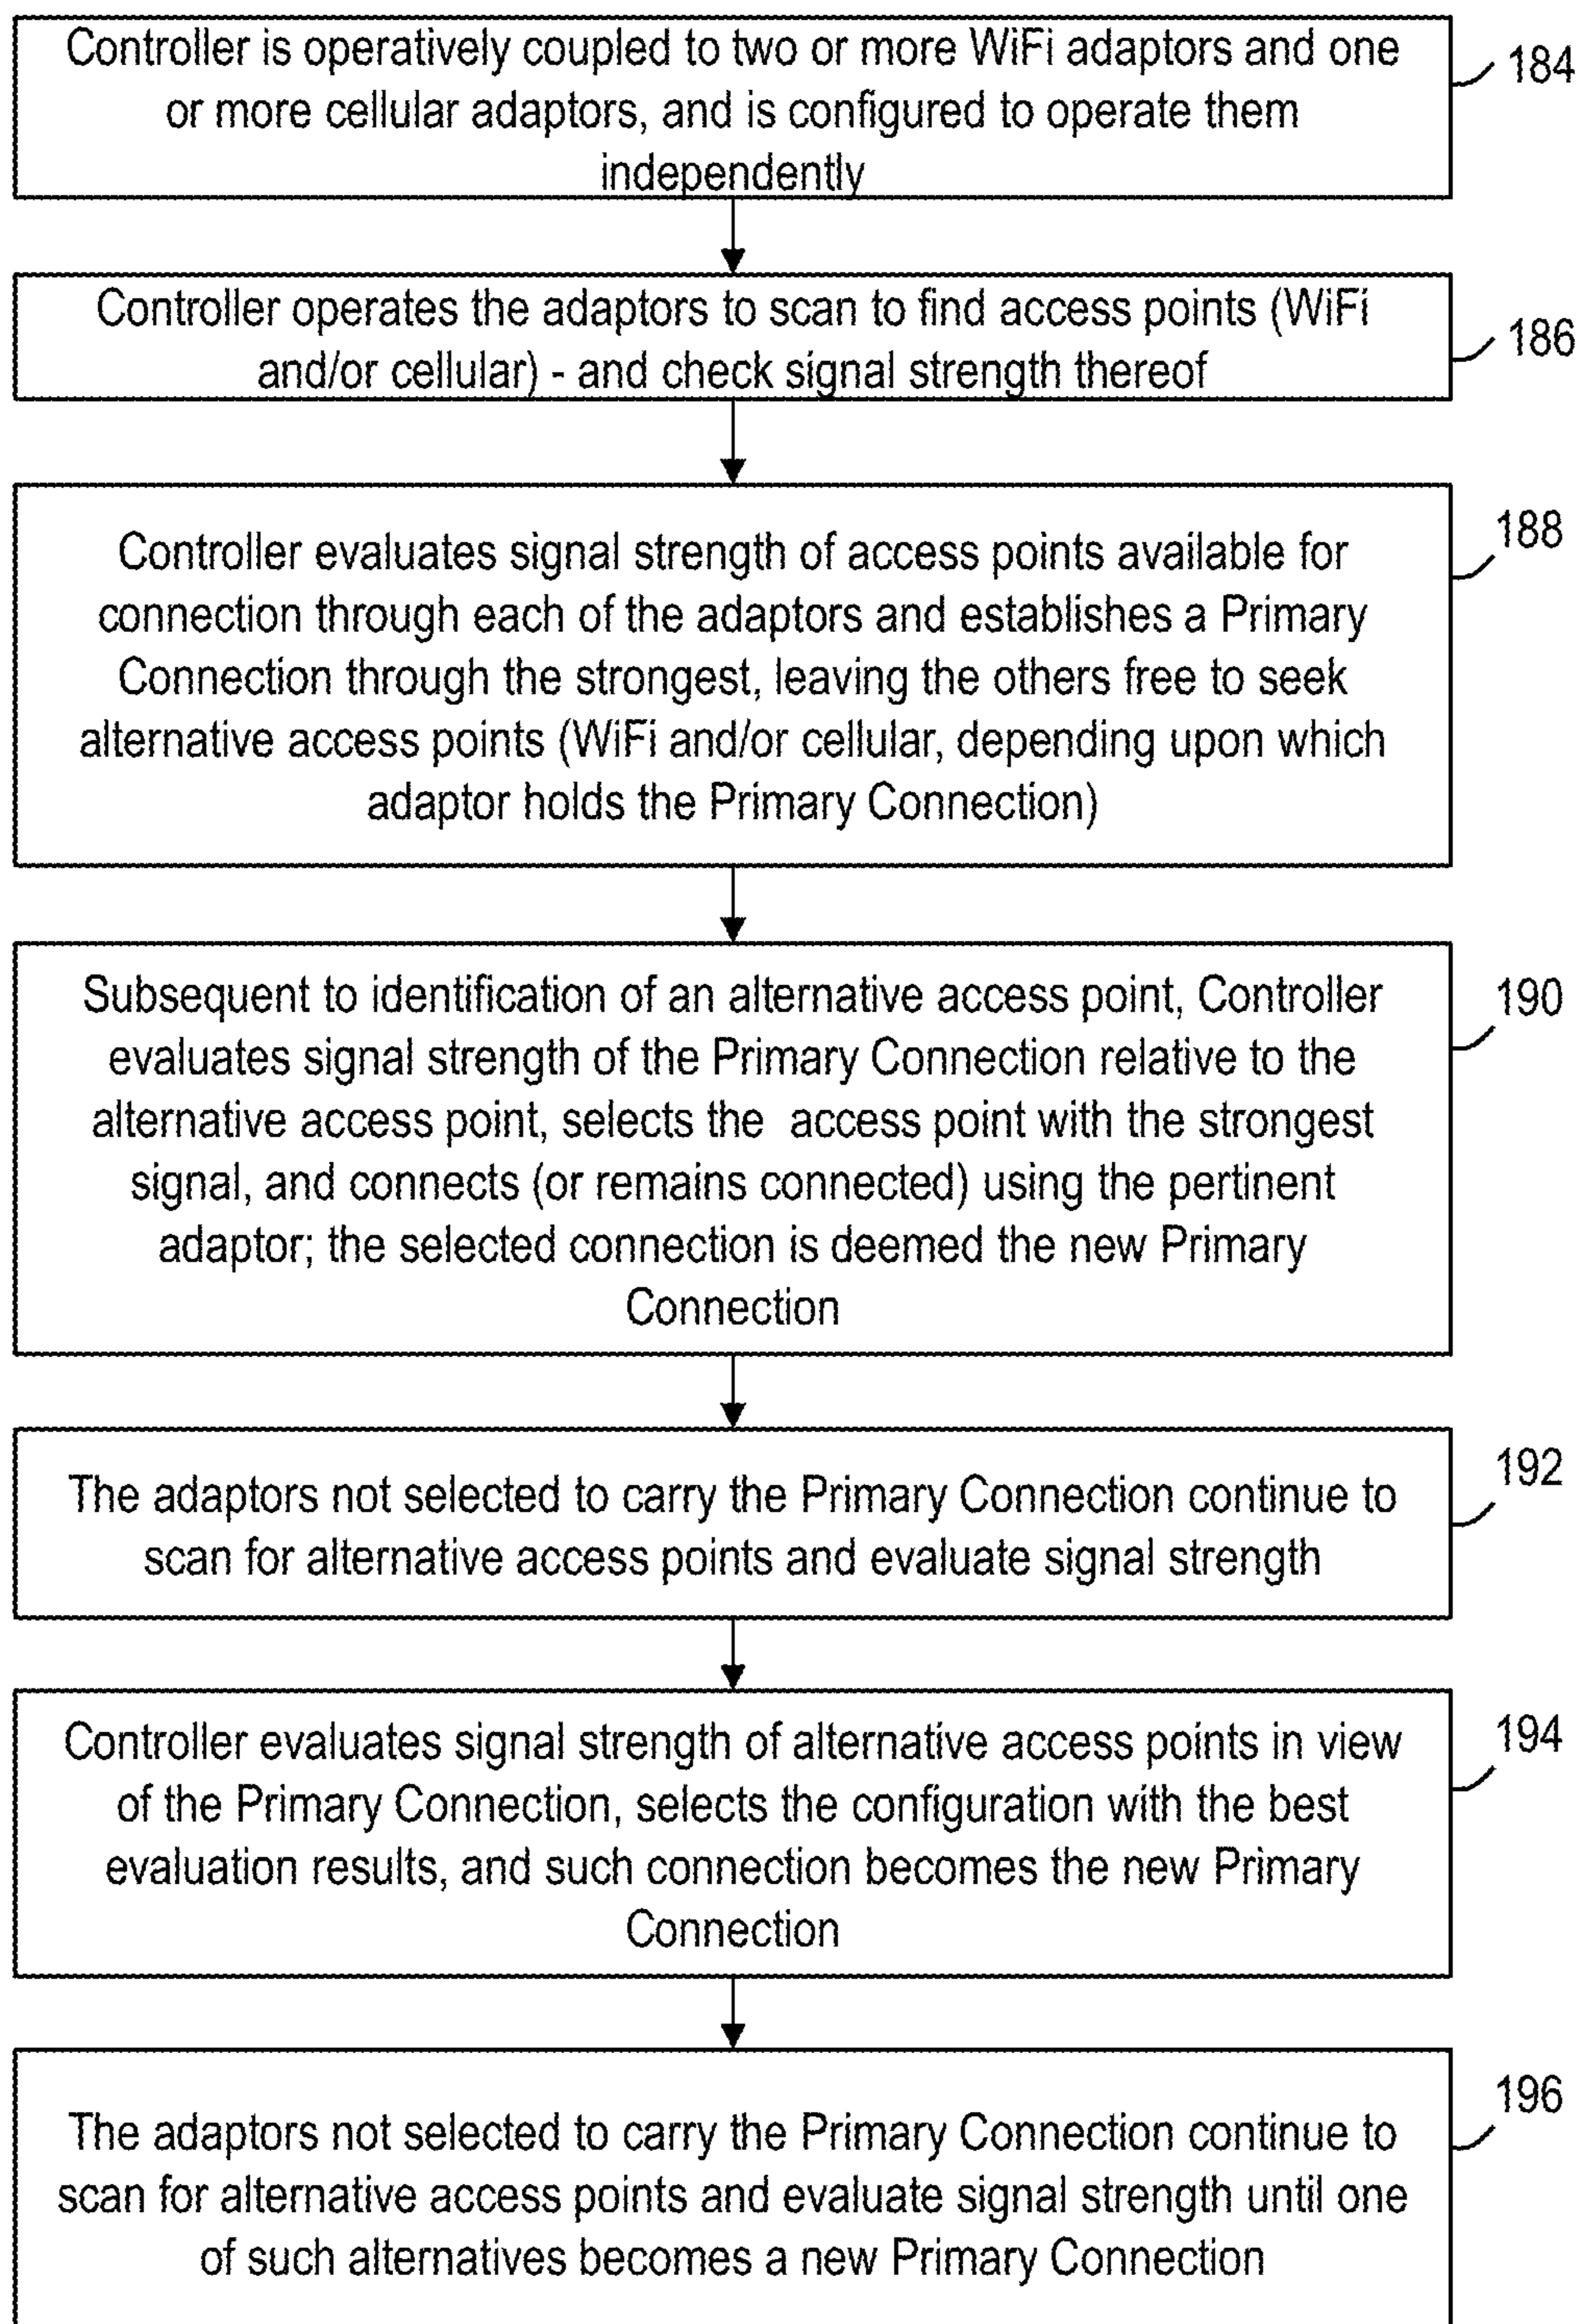 Controller is operatively coupled to two or more WiFi adaptors and one
or more cellular adaptors, and is configured to operate them
independently
184
Controller operates the adaptors to scan to find access points (WiFi
and/or cellular) - and check signal strength thereof
186
Controller evaluates signal strength of access points available for
connection through each of the adaptors and establishes a Primary
Connection through the strongest, leaving the others free to seek
alternative access points (WiFi and/or cellular, depending upon which
adaptor holds the Primary Connection)
188
Subsequent to identification of an alternative access point, Controller
evaluates signal strength of the Primary Connection relative to the
alternative access point, selects the access point with the strongest
signal, and connects (or remains connected) using the pertinent
adaptor; the selected connection is deemed the new Primary
Connection
190
The adaptors not selected to carry the Primary Connection continue to
scan for alternative access points and evaluate signal strength
192
Controller evaluates signal strength of alternative access points in view
of the Primary Connection, selects the configuration with the best
evaluation results, and such connection becomes the new Primary
Connection
194
The adaptors not selected to carry the Primary Connection continue to
scan for alternative access points and evaluate signal strength until one
of such alternatives becomes a new Primary Connection
196